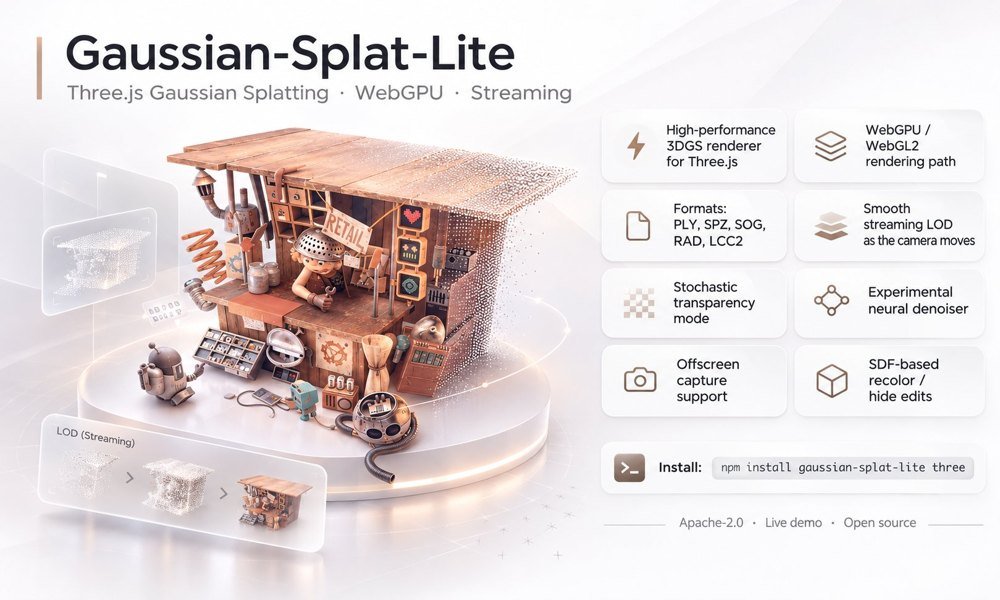 Gaussian-Splat-Lite
Three.js Gaussian Splatting · WebGPU · Streaming
RETAIL
LOD (Streaming)
High-performance
3DGS renderer
for Three.js
WebGPU /
WebGL2
rendering path
Formats:
PLY, SPZ, SOG,
RAD, LCC2
Smooth
streaming LOD
as the camera moves
Stochastic
transparency
mode
Experimental
neural denoiser
Offscreen
capture
support
SDF-based
recolor /
hide edits
Install: npm install gaussian-splat-lite three
Apache-2.0 · Live demo · Open source